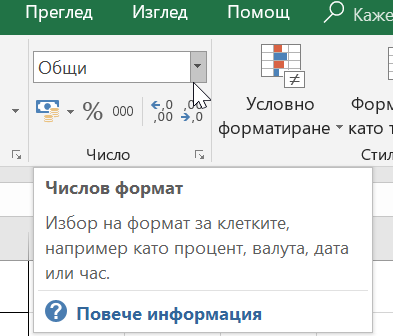 Преглед Изглед Помощ Каже
Общи
% 000 ←,0 ,00 ,00 →,0
Условно Форм
форматиране като т
Число Стил
Числов формат
Избор на формат за клетките,
например като процент, валута, дата
или час.
Повече информация